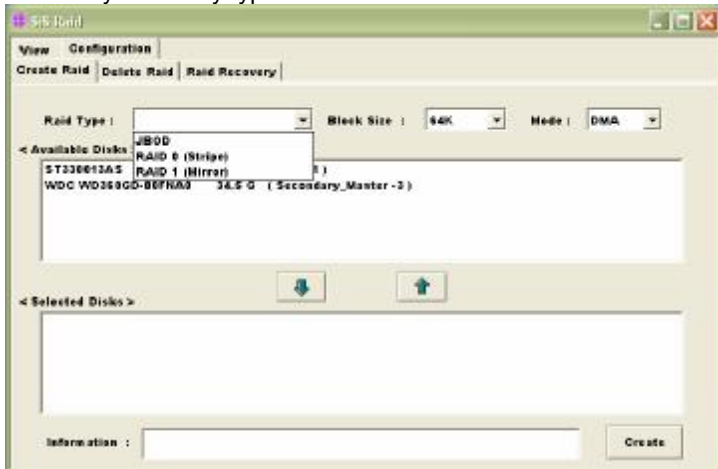 SiS Raid
View Configuration
Create Raid Delete Raid Raid Recovery
Raid Type : Block Size : 64K Mode : DMA
JBOD
< Available Disks
RAID 0 (Stripe)
RAID 1 (Mirror)
ST330013AS 1 )
WDC WD360GD-00FNA0 34.5 G ( Secondary_Master -3 )
< Selected Disks >
Information : Create